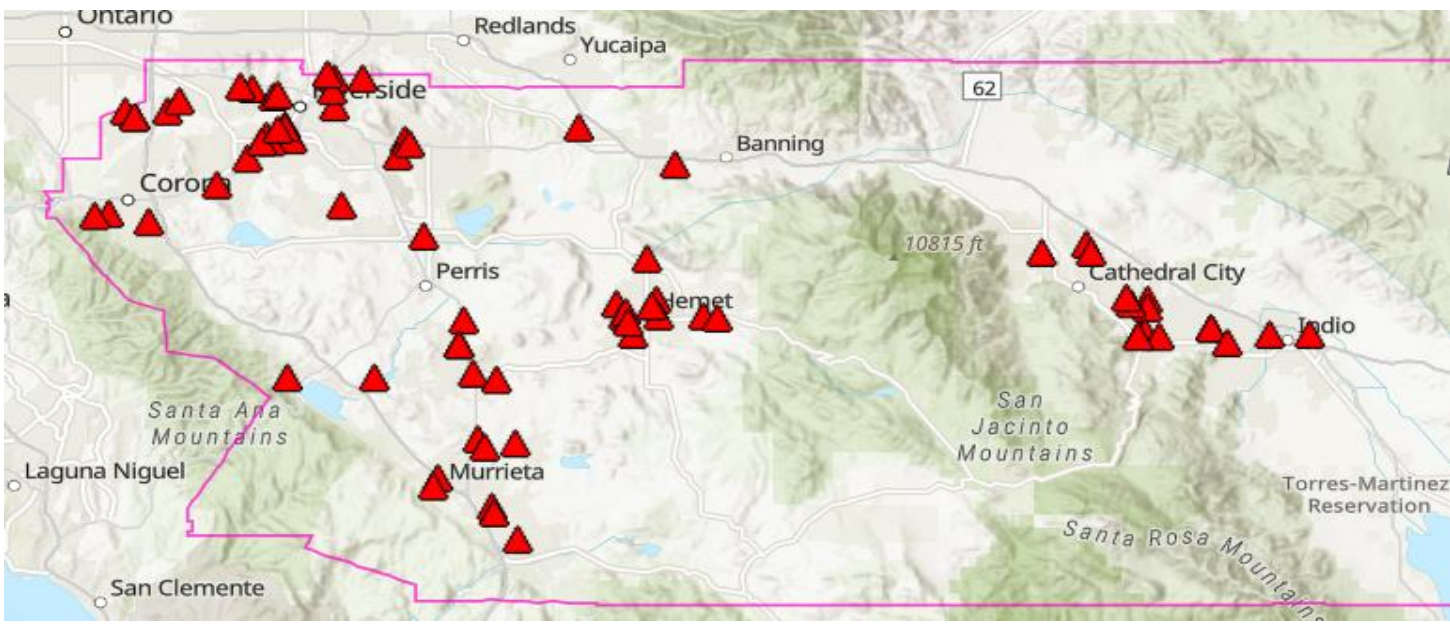 Ontario
Redlands
Yucaipa
62
Banning
10815 ft
Perris
Cathedral City
Indio
Santa Ana
Mountains
San
Jacinto
Mountains
Laguna Niguel
Murrieta
Torres-Martinez
Reservation
Santa Rosa Mountains
San Clemente